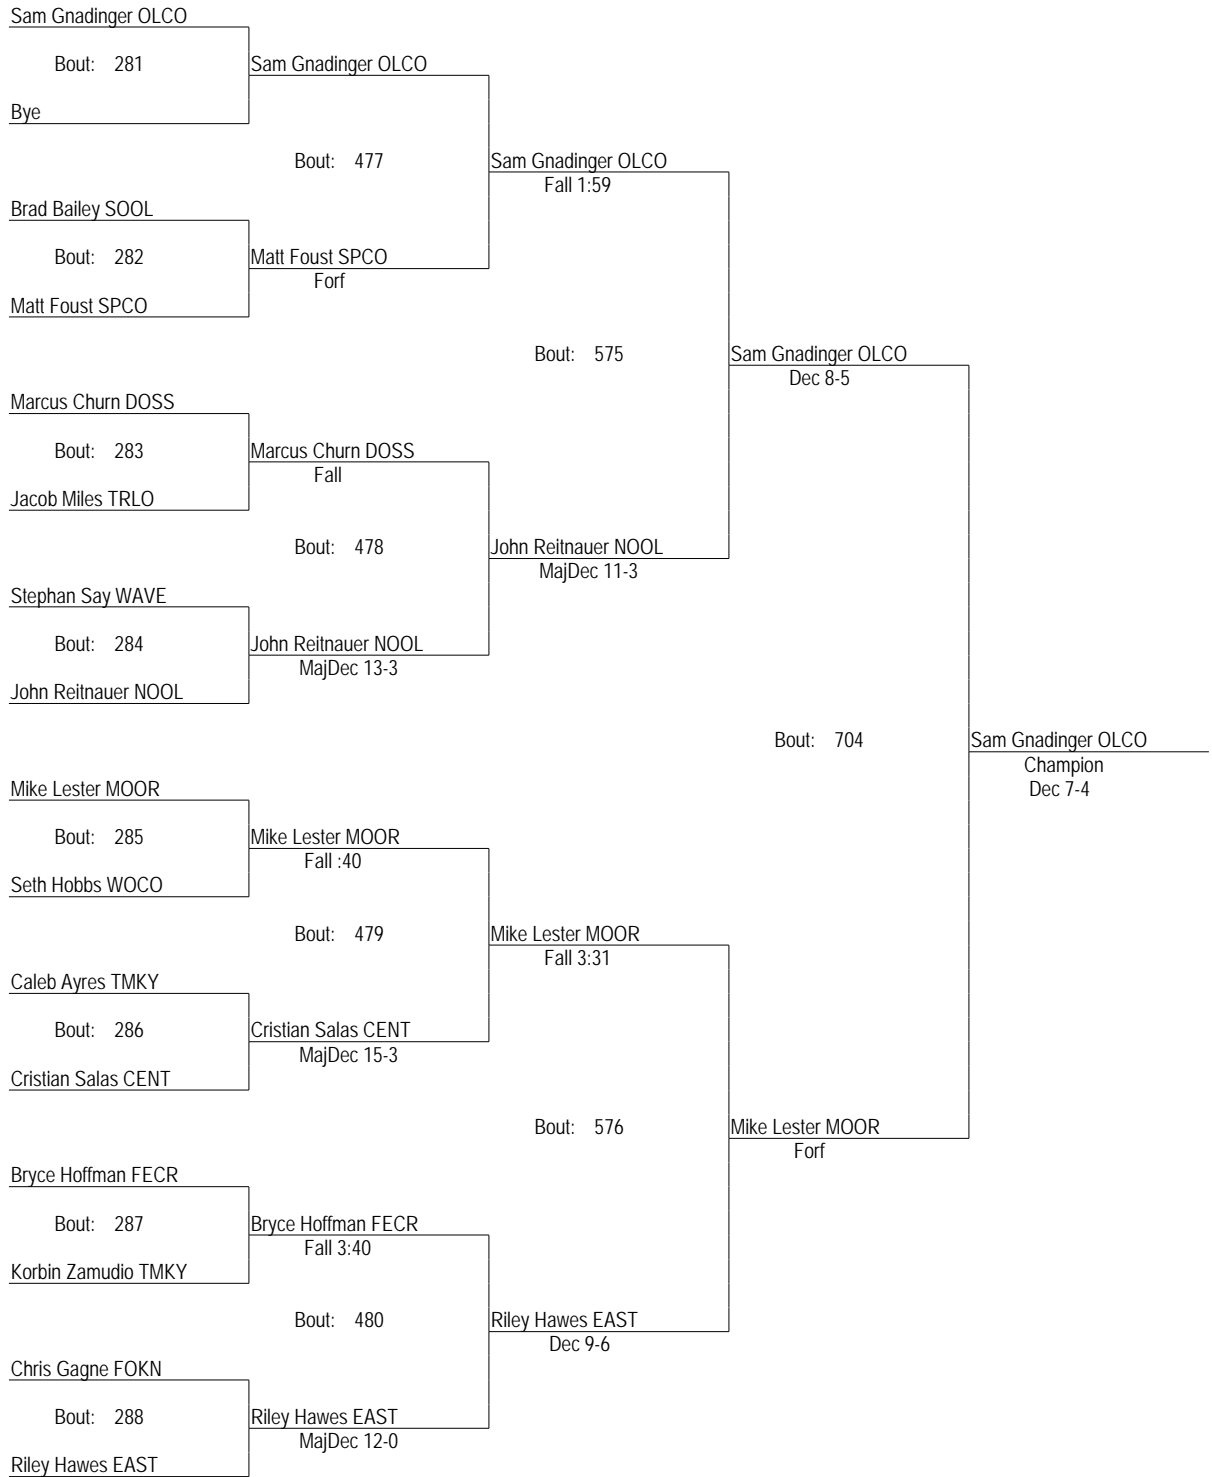 Sam Gnadinger OLCO
Bout: 281
Sam Gnadinger OLCO
Bye
Bout: 477
Sam Gnadinger OLCO
Fall 1:59
Brad Bailey SOOL
Bout: 282
Matt Foust SPCO
Forf
Matt Foust SPCO
Bout: 575
Sam Gnadinger OLCO
Dec 8-5
Marcus Churn DOSS
Bout: 283
Marcus Churn DOSS
Fall
Jacob Miles TRLO
Bout: 478
John Reitnauer NOOL
MajDec 11-3
Stephan Say WAVE
Bout: 284
John Reitnauer NOOL
MajDec 13-3
John Reitnauer NOOL
Bout: 704
Sam Gnadinger OLCO
Champion
Dec 7-4
Mike Lester MOOR
Bout: 285
Mike Lester MOOR
Fall :40
Seth Hobbs WOCO
Bout: 479
Mike Lester MOOR
Fall 3:31
Caleb Ayres TMKY
Bout: 286
Cristian Salas CENT
MajDec 15-3
Cristian Salas CENT
Bout: 576
Mike Lester MOOR
Forf
Bryce Hoffman FECR
Bout: 287
Bryce Hoffman FECR
Fall 3:40
Korbin Zamudio TMKY
Bout: 480
Riley Hawes EAST
Dec 9-6
Chris Gagne FOKN
Bout: 288
Riley Hawes EAST
MajDec 12-0
Riley Hawes EAST